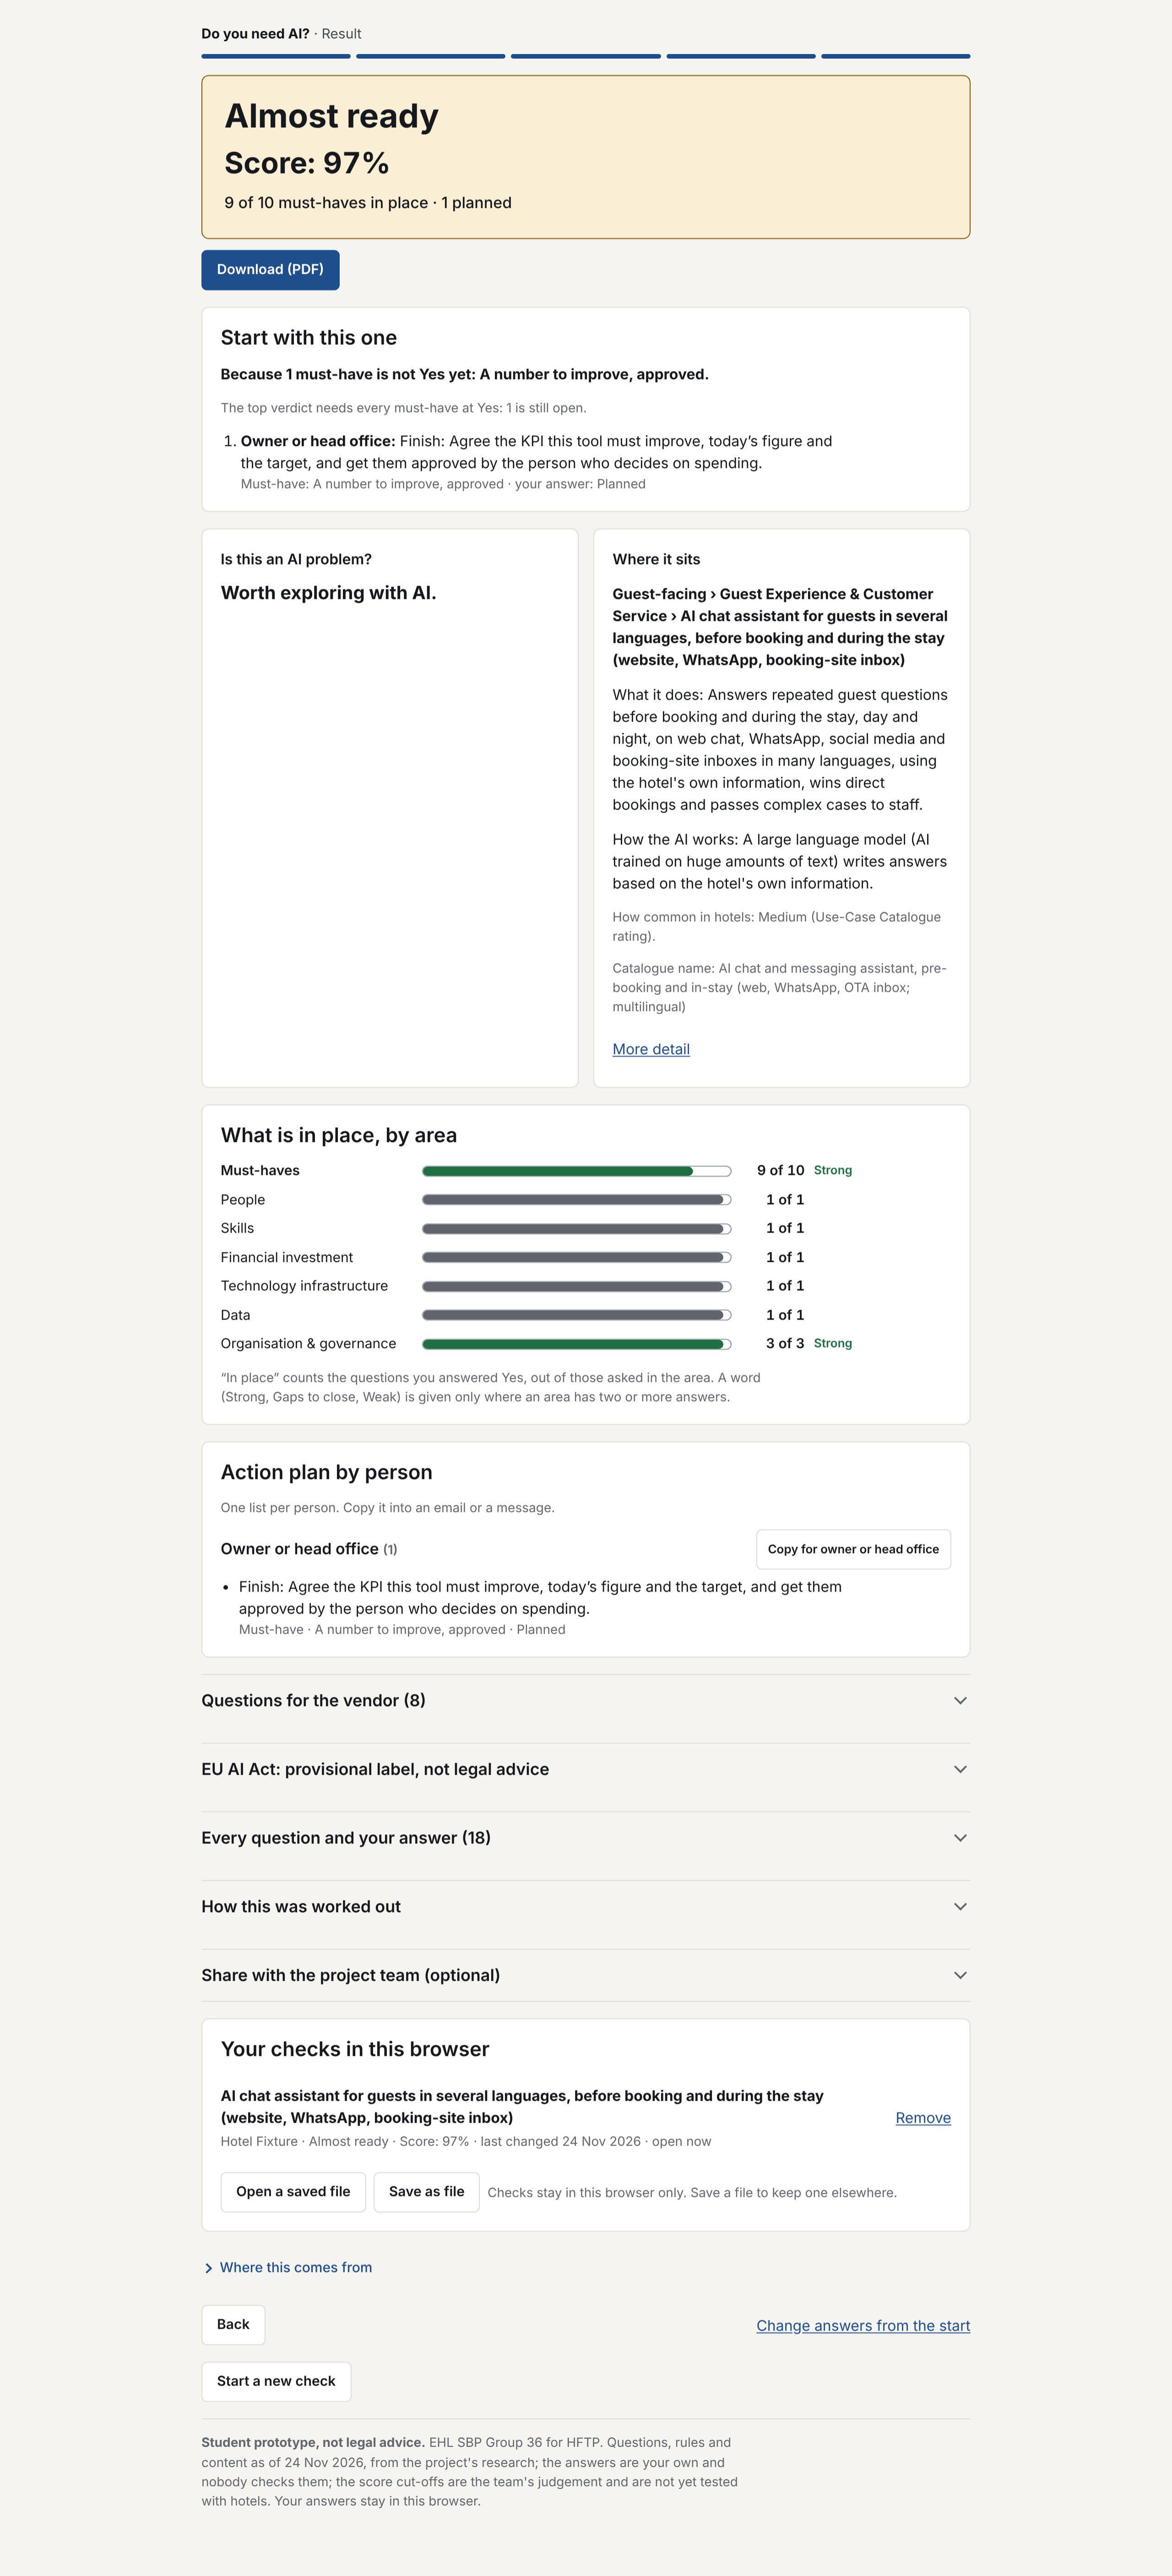 Do you need AI? · Result
Almost ready
Score: 97%
9 of 10 must-haves in place · 1 planned
Download (PDF)
Start with this one
Because 1 must-have is not Yes yet: A number to improve, approved.
The top verdict needs every must-have at Yes: 1 is still open.
1. Owner or head office: Finish: Agree the KPI this tool must improve, today’s figure and
the target, and get them approved by the person who decides on spending.
Must-have: A number to improve, approved · your answer: Planned
Is this an AI problem?
Worth exploring with AI.
Where it sits
Guest-facing › Guest Experience & Customer
Service › AI chat assistant for guests in several
languages, before booking and during the stay
(website, WhatsApp, booking-site inbox)
What it does: Answers repeated guest questions
before booking and during the stay, day and
night, on web chat, WhatsApp, social media and
booking-site inboxes in many languages, using
the hotel's own information, wins direct
bookings and passes complex cases to staff.
How the AI works: A large language model (AI
trained on huge amounts of text) writes answers
based on the hotel's own information.
How common in hotels: Medium (Use-Case Catalogue
rating).
Catalogue name: AI chat and messaging assistant, pre-
booking and in-stay (web, WhatsApp, OTA inbox;
multilingual)
More detail
What is in place, by area
Must-haves 9 of 10 Strong
People 1 of 1
Skills 1 of 1
Financial investment 1 of 1
Technology infrastructure 1 of 1
Data 1 of 1
Organisation & governance 3 of 3 Strong
“In place” counts the questions you answered Yes, out of those asked in the area. A word
(Strong, Gaps to close, Weak) is given only where an area has two or more answers.
Action plan by person
One list per person. Copy it into an email or a message.
Owner or head office (1)
Copy for owner or head office
• Finish: Agree the KPI this tool must improve, today’s figure and the target, and get them
approved by the person who decides on spending.
Must-have · A number to improve, approved · Planned
Questions for the vendor (8)
EU AI Act: provisional label, not legal advice
Every question and your answer (18)
How this was worked out
Share with the project team (optional)
Your checks in this browser
AI chat assistant for guests in several languages, before booking and during the stay
(website, WhatsApp, booking-site inbox)
Remove
Hotel Fixture · Almost ready · Score: 97% · last changed 24 Nov 2026 · open now
Open a saved file
Save as file
Checks stay in this browser only. Save a file to keep one elsewhere.
Where this comes from
Back
Change answers from the start
Start a new check
Student prototype, not legal advice. EHL SBP Group 36 for HFTP. Questions, rules and
content as of 24 Nov 2026, from the project's research; the answers are your own and
nobody checks them; the score cut-offs are the team's judgement and are not yet tested
with hotels. Your answers stay in this browser.